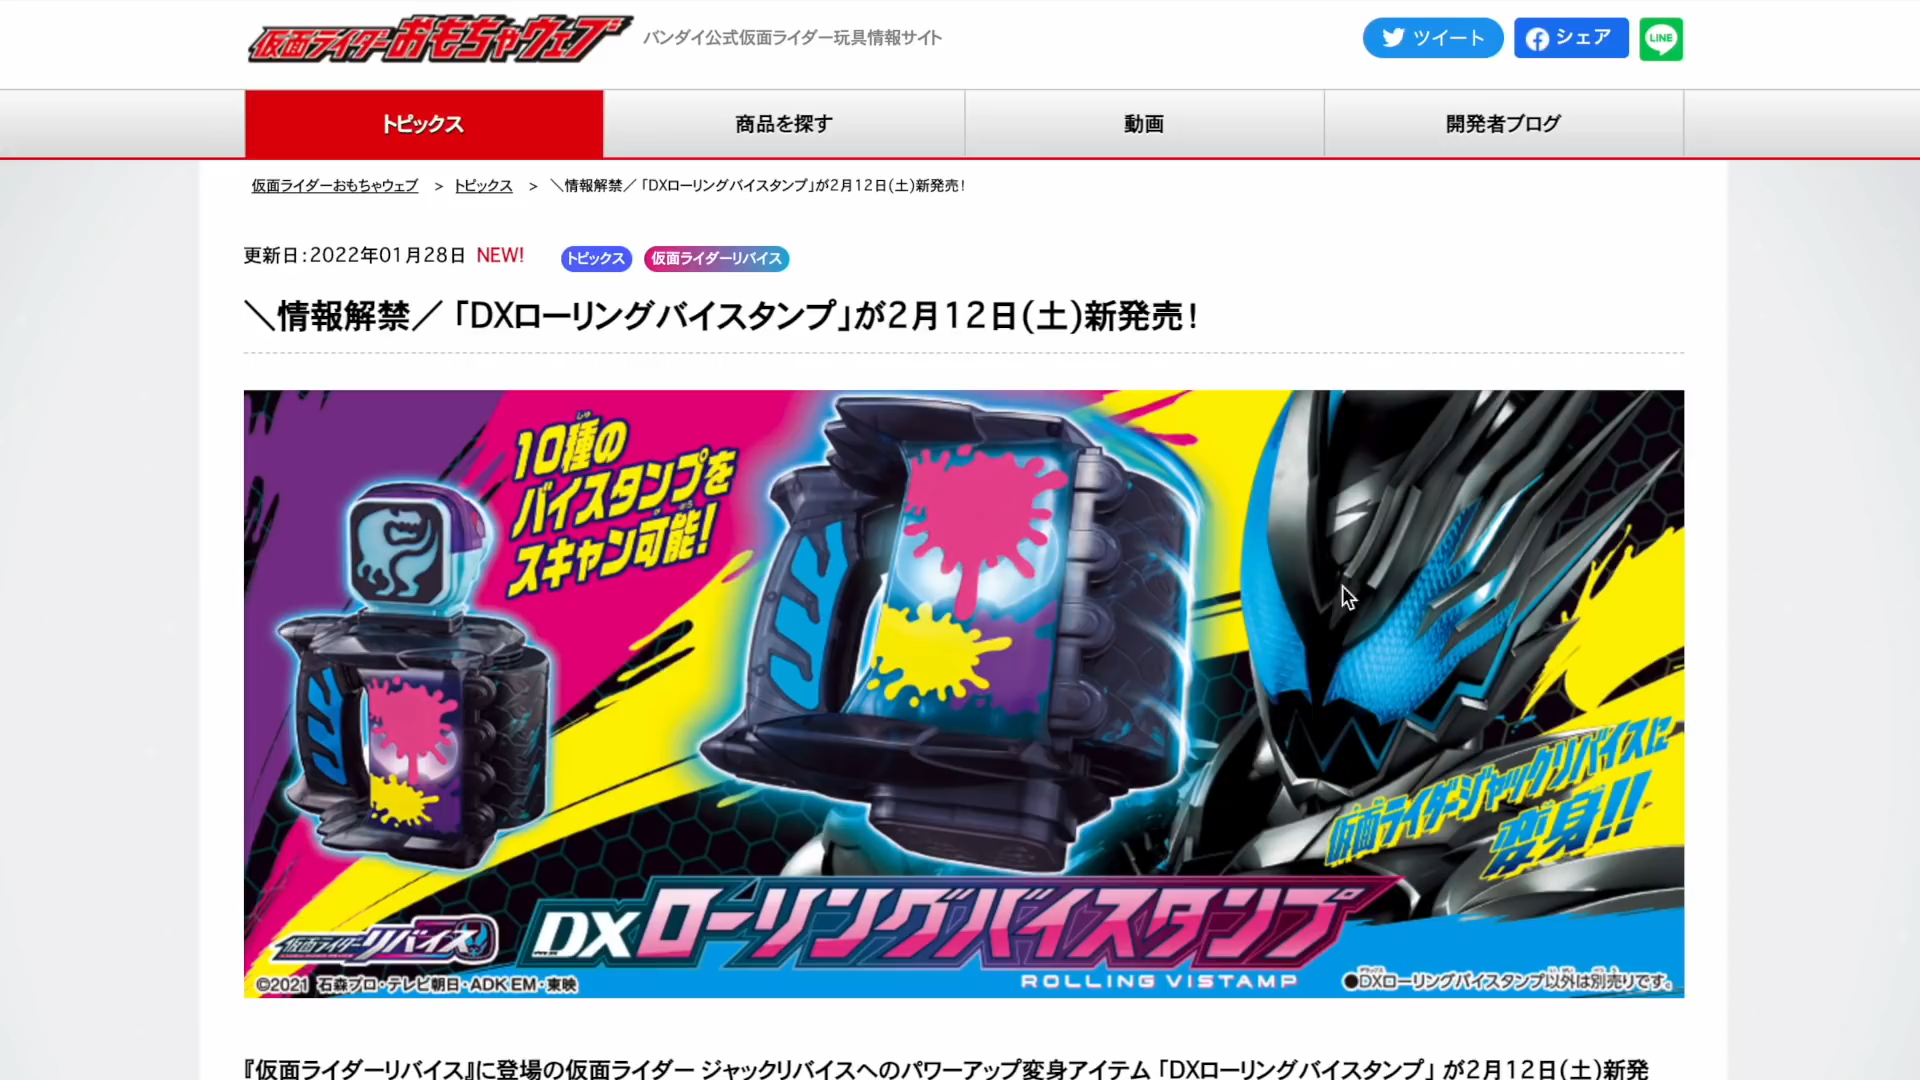 仮面ライダーおもちゃウェブ バンダイ公式仮面ライダー玩具情報サイト ツイート シェア LINE
トピックス 商品を探す 動画 開発者ブログ
仮面ライダーおもちゃウェブ > トピックス > ＼情報解禁／「DXローリングバイスタンプ」が2月12日(土)新発売!
更新日:2022年01月28日 NEW! トピックス 仮面ライダーリバイス
＼情報解禁／「DXローリングバイスタンプ」が2月12日(土)新発売!
10種の
バイスタンプを
スキャン可能!
仮面ライダージャックリバイスに
変身!!
仮面ライダーリバイス
DXローリングバイスタンプ
ROLLING VISTAMP
©2021 石森プロ・テレビ朝日・ADK EM・東映
●DXローリングバイスタンプ以外は別売りです。
『仮面ライダーリバイス』に登場の仮面ライダー ジャックリバイスへのパワーアップ変身アイテム「DXローリングバイスタンプ」 が2月12日(土)新発